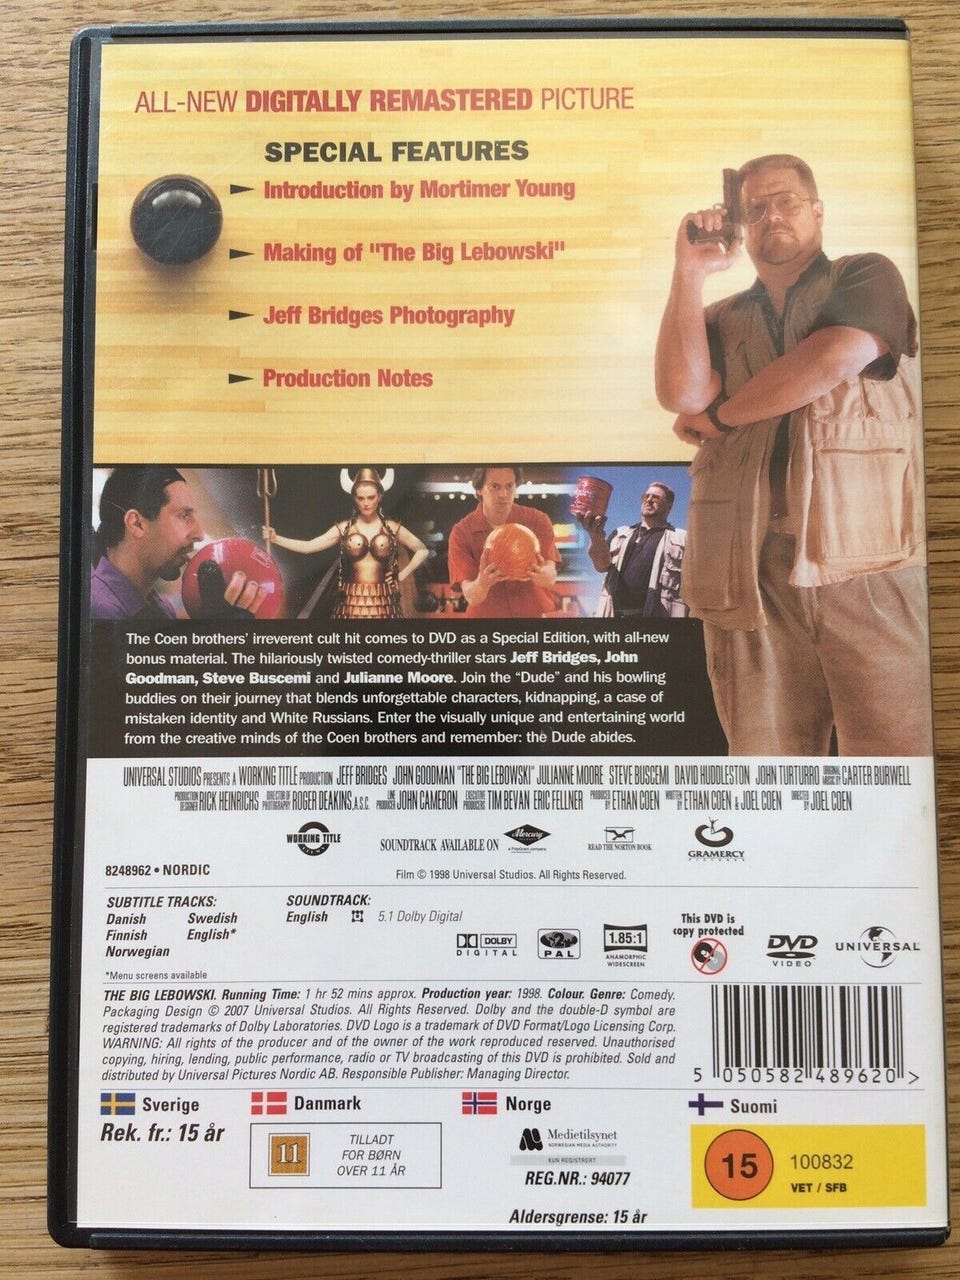 ALL-NEW DIGITALLY REMASTERED PICTURE
SPECIAL FEATURES
Introduction by Mortimer Young
Making of "The Big Lebowski"
Jeff Bridges Photography
Production Notes
The Coen brothers' irreverent cult hit comes to DVD as a Special Edition, with all-new
bonus material. The hilariously twisted comedy-thriller stars Jeff Bridges, John
Goodman, Steve Buscemi and Julianne Moore. Join the "Dude" and his bowling
buddies on their journey that blends unforgettable characters, kidnapping, a case of
mistaken identity and White Russians. Enter the visually unique and entertaining world
from the creative minds of the Coen brothers and remember: the Dude abides.
UNIVERSAL STUDIOS PRESENTS A WORKING TITLE PRODUCTION JEFF BRIDGES JOHN GOODMAN "THE BIG LEBOWSKI" JULIANNE MOORE STEVE BUSCEMI DAVID HUDDLESTON JOHN TURTURRO ORIGINAL MUSIC BY CARTER BURWELL
PRODUCTION DESIGNER RICK HEINRICHS DIRECTOR OF PHOTOGRAPHY ROGER DEAKINS, A.S.C. LINE PRODUCER JOHN CAMERON EXECUTIVE PRODUCERS TIM BEVAN ERIC FELLNER PRODUCED BY ETHAN COEN WRITTEN BY ETHAN COEN & JOEL COEN DIRECTED BY JOEL COEN
WORKING TITLE
FILMS
SOUNDTRACK AVAILABLE ON
Mercury
a PolyGram company
READ THE NORTON BOOK
GRAMERCY
PICTURES
8248962 • NORDIC
Film © 1998 Universal Studios. All Rights Reserved.
SUBTITLE TRACKS:
Danish Swedish
Finnish English*
Norwegian
*Menu screens available
SOUNDTRACK:
English 5.1 Dolby Digital
DOLBY
DIGITAL
2
PAL
1.85:1
ANAMORPHIC
WIDESCREEN
This DVD is
copy protected
DVD
VIDEO
UNIVERSAL
THE BIG LEBOWSKI. Running Time: 1 hr 52 mins approx. Production year: 1998. Colour. Genre: Comedy.
Packaging Design © 2007 Universal Studios. All Rights Reserved. Dolby and the double-D symbol are
registered trademarks of Dolby Laboratories. DVD Logo is a trademark of DVD Format/Logo Licensing Corp.
WARNING: All rights of the producer and of the owner of the work reproduced reserved. Unauthorised
copying, hiring, lending, public performance, radio or TV broadcasting of this DVD is prohibited. Sold and
distributed by Universal Pictures Nordic AB. Responsible Publisher: Managing Director.
5 050582 489620 >
Sverige
Rek. fr.: 15 år
Danmark
11
TILLADT
FOR BØRN
OVER 11 ÅR
Norge
Medietilsynet
NORWEGIAN MEDIA AUTHORITY
KUN REGISTRERT
REG.NR.: 94077
Aldersgrense: 15 år
Suomi
15
100832
VET / SFB